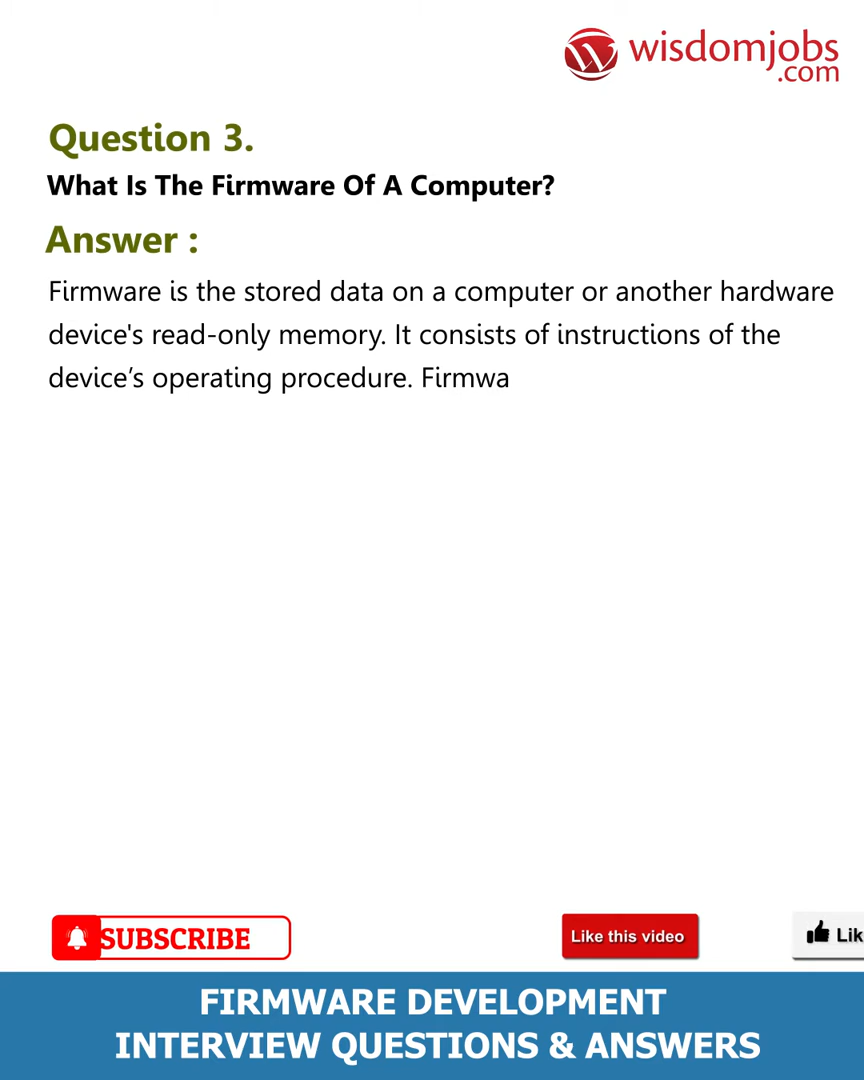 wisdomjobs
.com
Question 3.
What Is The Firmware Of A Computer?
Answer :
Firmware is the stored data on a computer or another hardware
device's read-only memory. It consists of instructions of the
device’s operating procedure. Firmwa
SUBSCRIBE
Like this video
Lik
FIRMWARE DEVELOPMENT
INTERVIEW QUESTIONS & ANSWERS